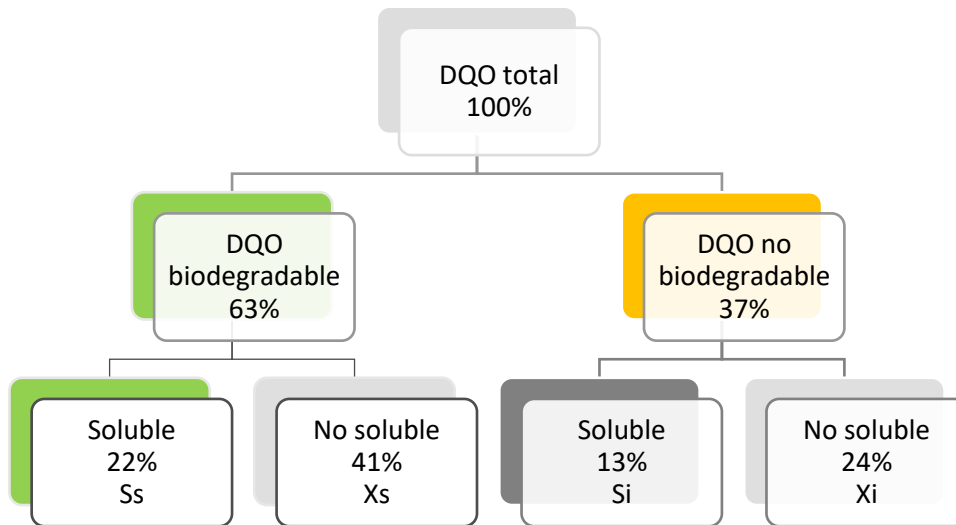 DQO total
100%
DQO
biodegradable
63%
DQO no
biodegradable
37%
Soluble
22%
Ss
No soluble
41%
Xs
Soluble
13%
Si
No soluble
24%
Xi